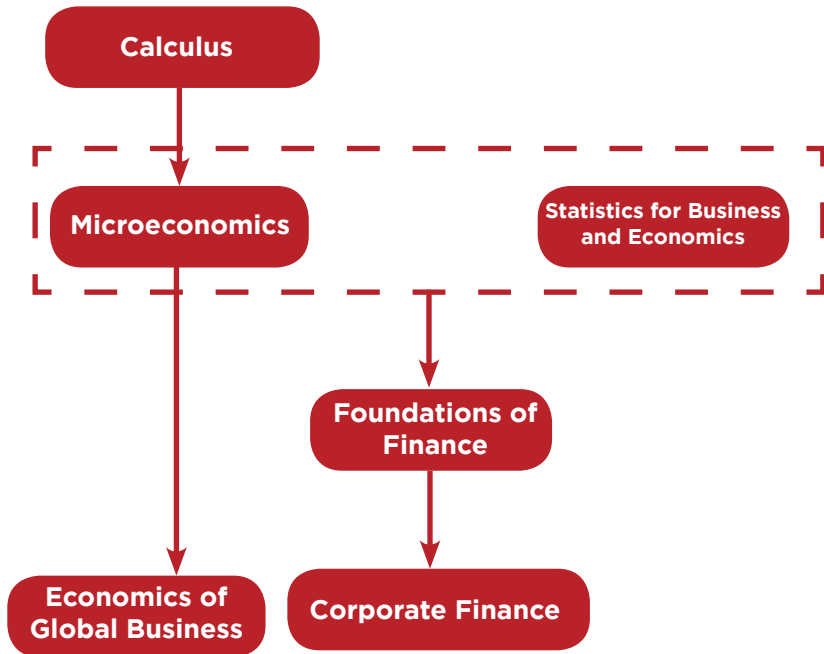 Calculus
Microeconomics
Statistics for Business
and Economics
Foundations of
Finance
Economics of
Global Business
Corporate Finance